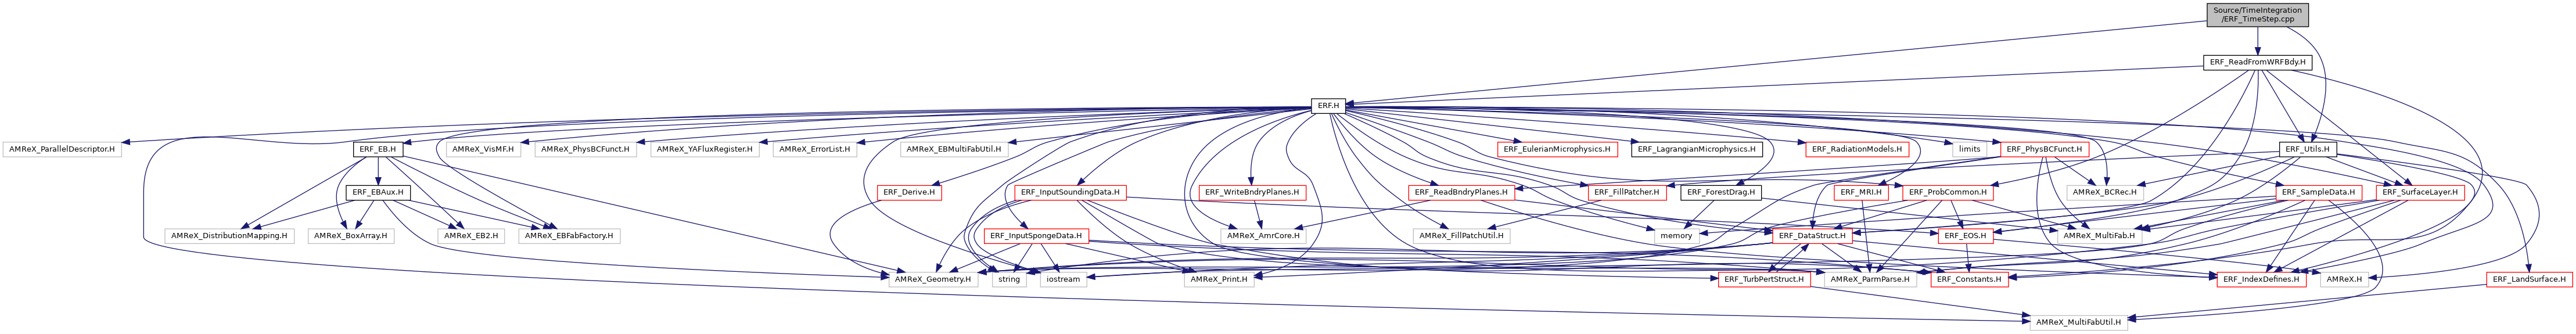 Source/TimeIntegration
/ERF_TimeStep.cpp
ERF_ReadFromWRFBdy.h
ERF.H
AMReX_ParallelDescriptor.H
ERF_EB.H
AMReX_VisMF.H
AMReX_PhysBCFunct.H
AMReX_YAFluxRegister.H
AMReX_ErrorList.H
AMReX_EBMultiFabUtil.H
ERF_EulerianMicrophysics.H
ERF_LagrangianMicrophysics.H
ERF_RadiationModels.H
limits
ERF_PhysBCFunct.H
ERF_Utils.H
ERF_EBAux.H
ERF_Derive.H
ERF_InputSoundingData.H
ERF_WriteBndryPlanes.H
ERF_ReadBndryPlanes.H
ERF_FillPatcher.H
ERF_ForestDrag.H
ERF_MRI.H
ERF_ProbCommon.H
AMReX_BCRec.H
ERF_SampleData.H
ERF_SurfaceLayer.H
AMReX_DistributionMapping.H
AMReX_BoxArray.H
AMReX_EB2.H
AMReX_EBFabFactory.H
ERF_InputSpongeData.H
AMReX_AmrCore.H
AMReX_FillPatchUtil.H
memory
ERF_DataStruct.H
ERF_EOS.H
AMReX_MultiFab.H
AMReX_Geometry.H
string
iostream
AMReX_Print.H
ERF_TurbPertStruct.H
AMReX_ParmParse.H
ERF_Constants.H
ERF_IndexDefines.H
AMReX.H
ERF_LandSurface.H
AMReX_MultiFabUtil.H